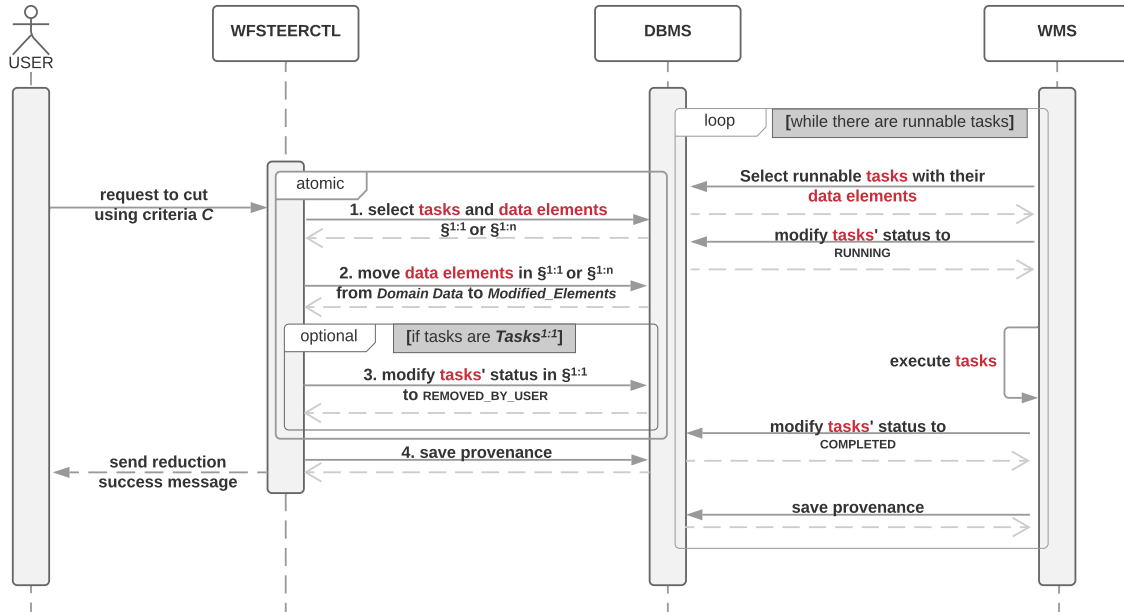 USER
WFSTEERCTL
DBMS
WMS
loop
[while there are runnable tasks]
atomic
request to cut
using criteria C
1. select tasks and data elements
§1:1 or §1:n
2. move data elements in §1:1 or §1:n
from Domain Data to Modified_Elements
optional
[if tasks are Tasks1:1]
3. modify tasks' status in §1:1
to REMOVED_BY_USER
4. save provenance
send reduction
success message
Select runnable tasks with their
data elements
modify tasks' status to
RUNNING
execute tasks
modify tasks' status to
COMPLETED
save provenance